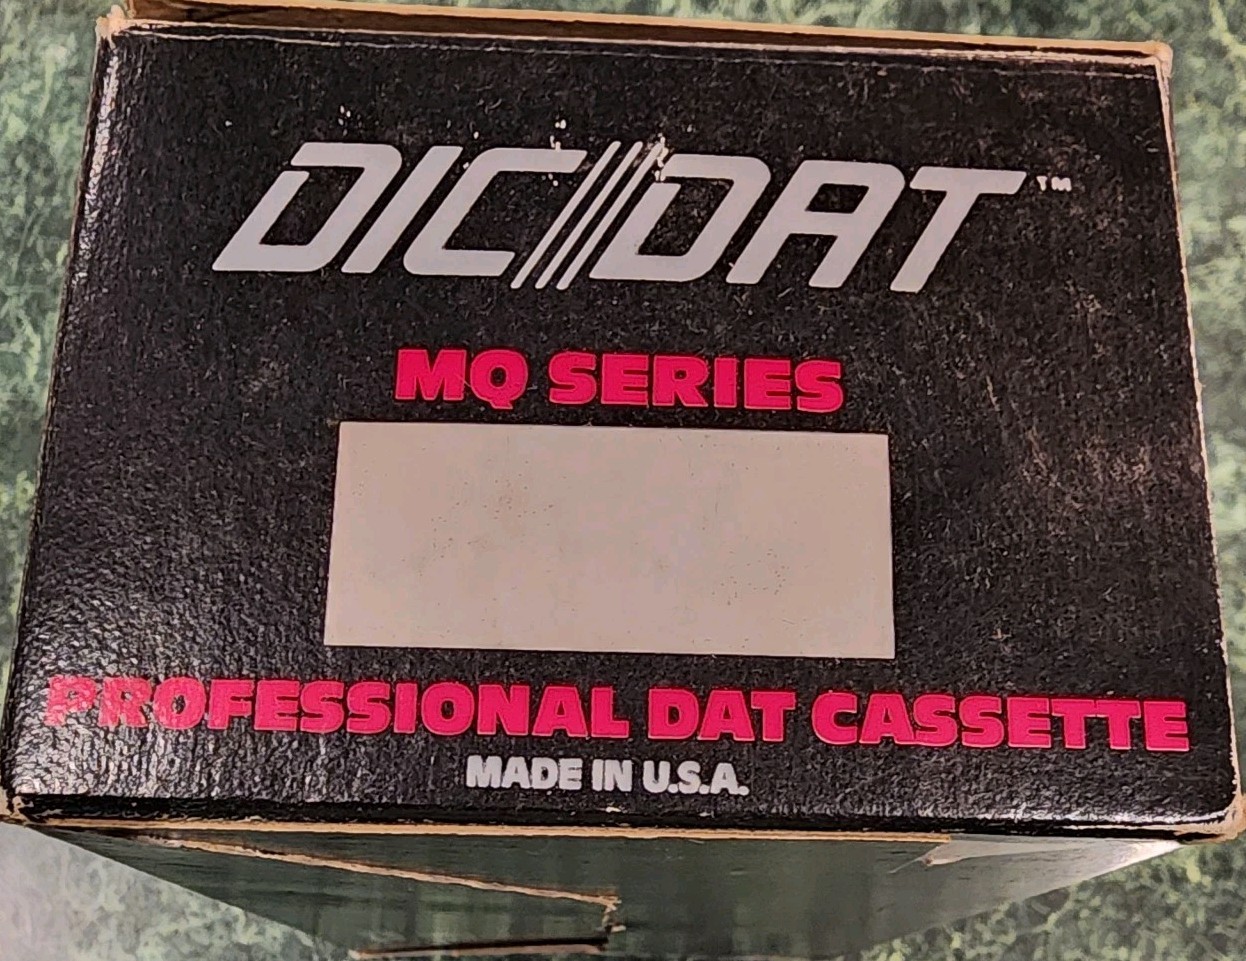 DIC///DAT™
MQ SERIES
PROFESSIONAL DAT CASSETTE
MADE IN U.S.A.